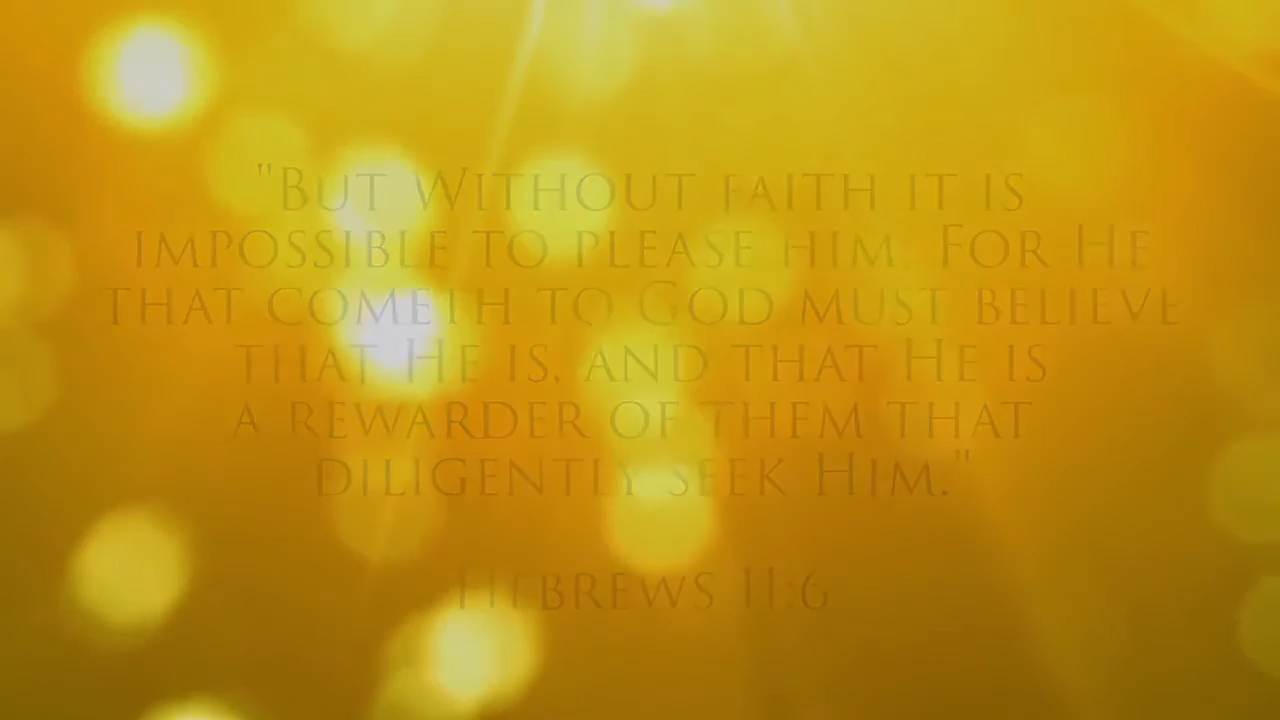 "But Without faith it is
impossible to please him. For He
that cometh to God must believe
that He is, and that He is
a rewarder of them that
diligently seek Him."
Hebrews 11:6